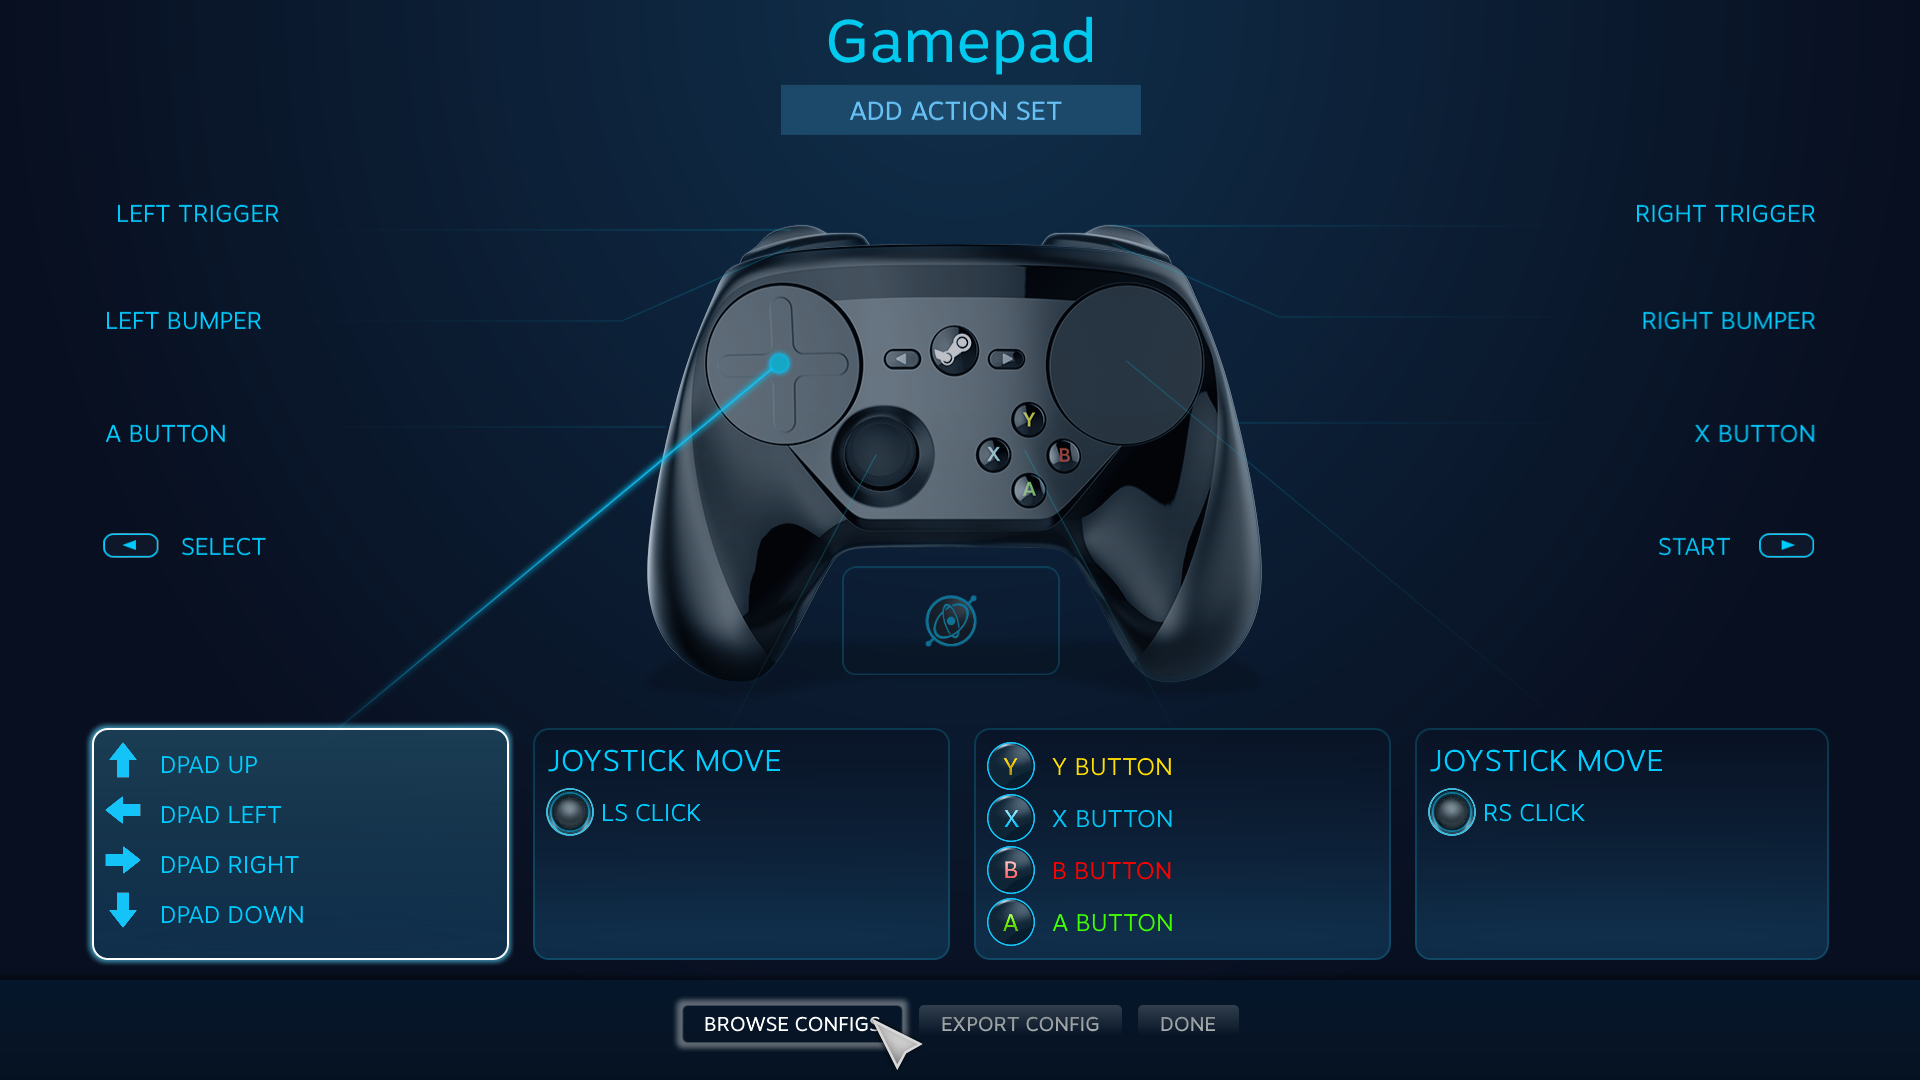 Gamepad
ADD ACTION SET
LEFT TRIGGER
RIGHT TRIGGER
LEFT BUMPER
RIGHT BUMPER
A BUTTON
X BUTTON
SELECT
START
Y
X
B
A
DPAD UP
DPAD LEFT
DPAD RIGHT
DPAD DOWN
JOYSTICK MOVE
LS CLICK
Y Y BUTTON
X X BUTTON
B B BUTTON
A A BUTTON
JOYSTICK MOVE
RS CLICK
BROWSE CONFIGS
EXPORT CONFIG
DONE